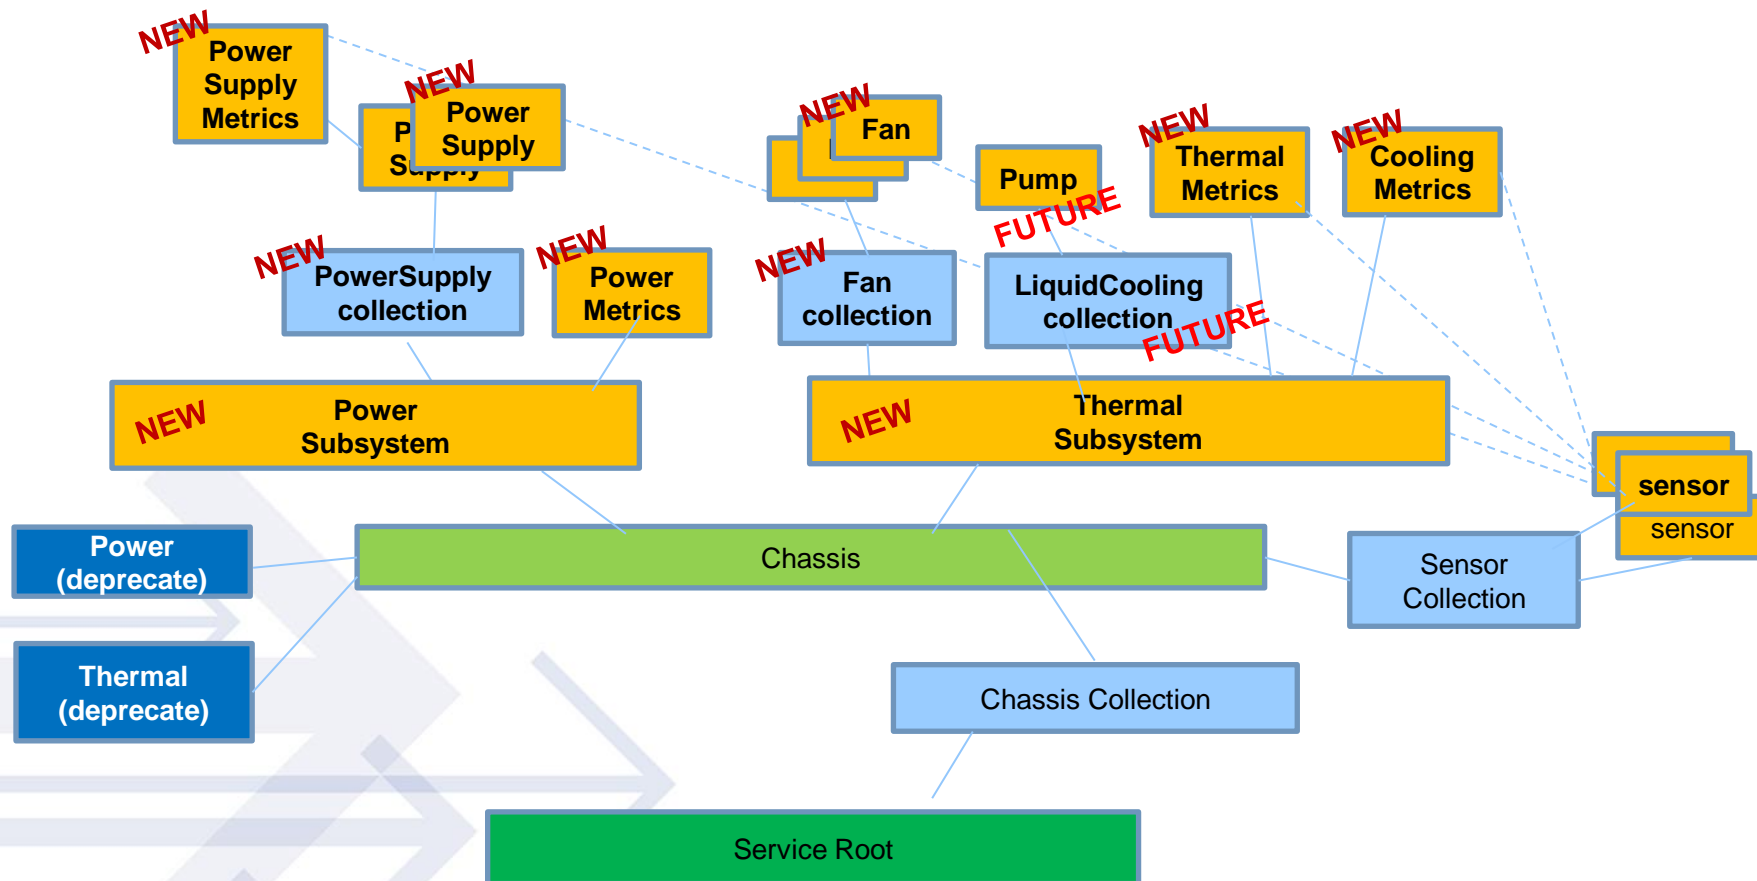 NEW
Power
Supply
Metrics
NEW
Power
Supply
Supply
NEW
Fan
Pump
FUTURE
NEW
Thermal
Metrics
NEW
Cooling
Metrics
NEW
PowerSupply
collection
NEW
Power
Metrics
NEW
Fan
collection
LiquidCooling
collection
FUTURE
NEW
Power
Subsystem
NEW
Thermal
Subsystem
sensor
sensor
Power
(deprecate)
Chassis
Sensor
Collection
Thermal
(deprecate)
Chassis Collection
Service Root